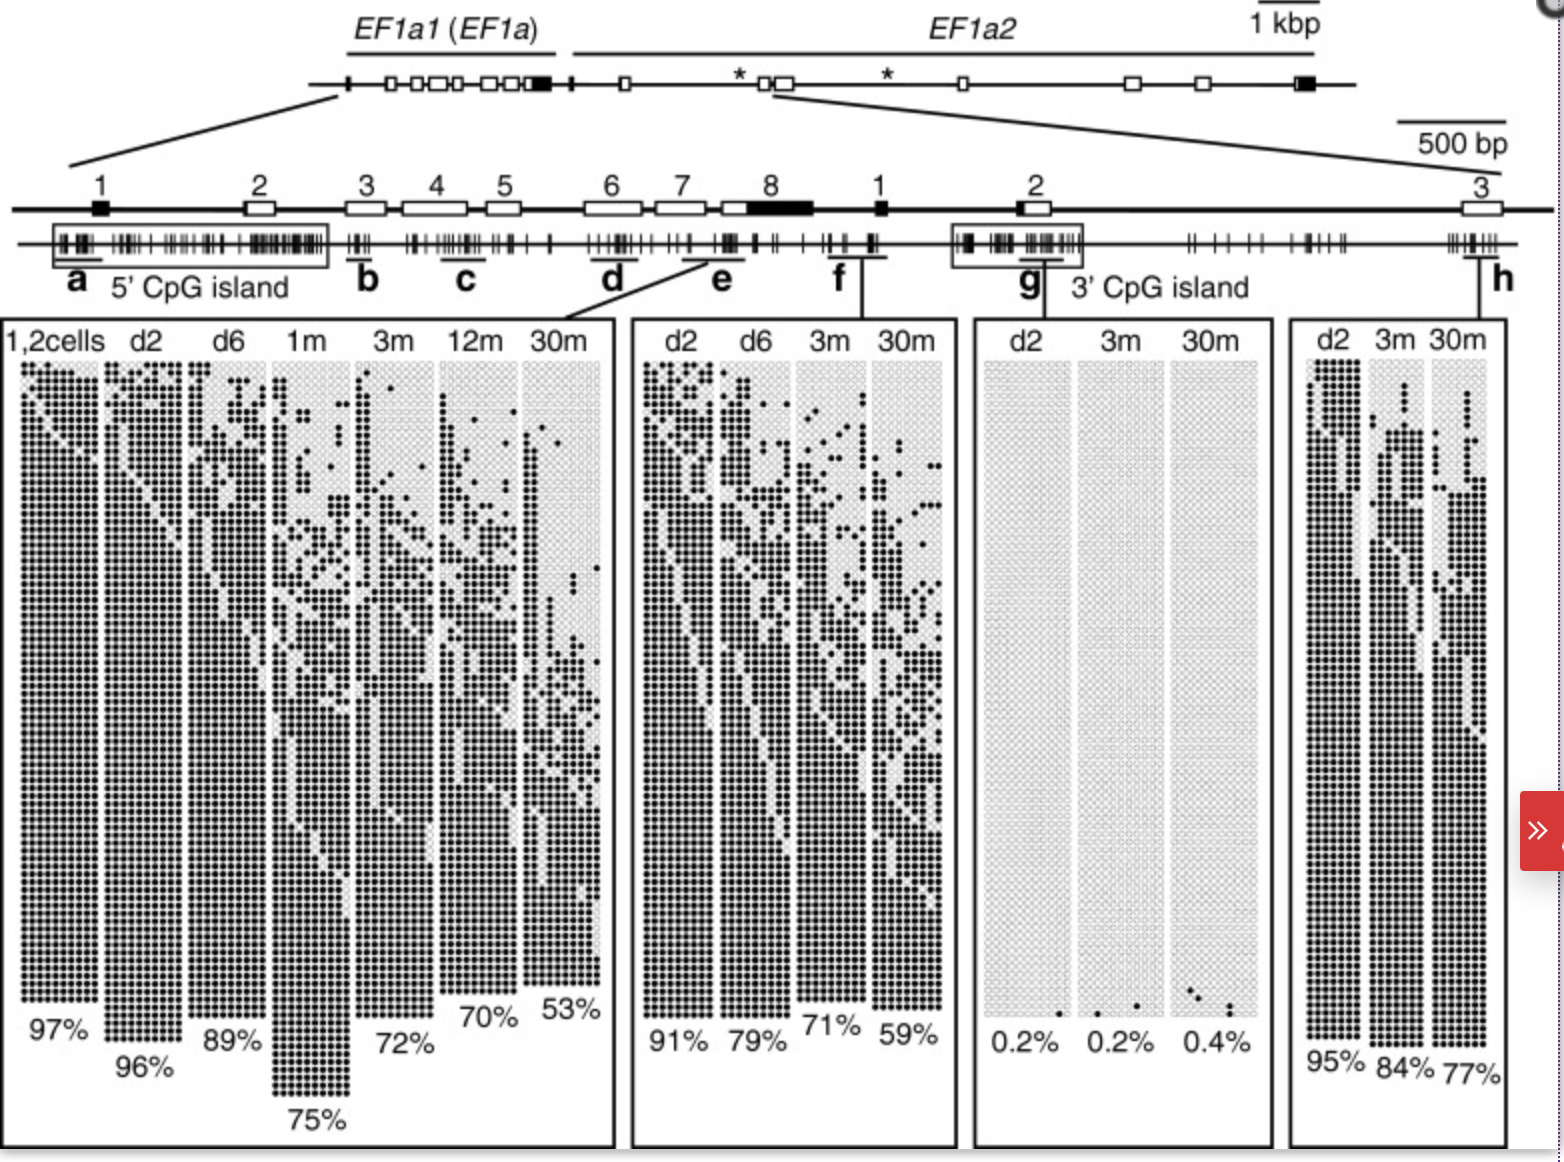 EF1a1 (EF1a)
EF1a2
1 kbp
* *
500 bp
1 2 3 4 5 6 7 8 1 2 3
a 5’ CpG island b c d e f g 3’ CpG island h
1,2cells d2 d6 1m 3m 12m 30m
97% 96% 89% 75% 72% 70% 53%
d2 d6 3m 30m
91% 79% 71% 59%
d2 3m 30m
0.2% 0.2% 0.4%
d2 3m 30m
95% 84% 77%